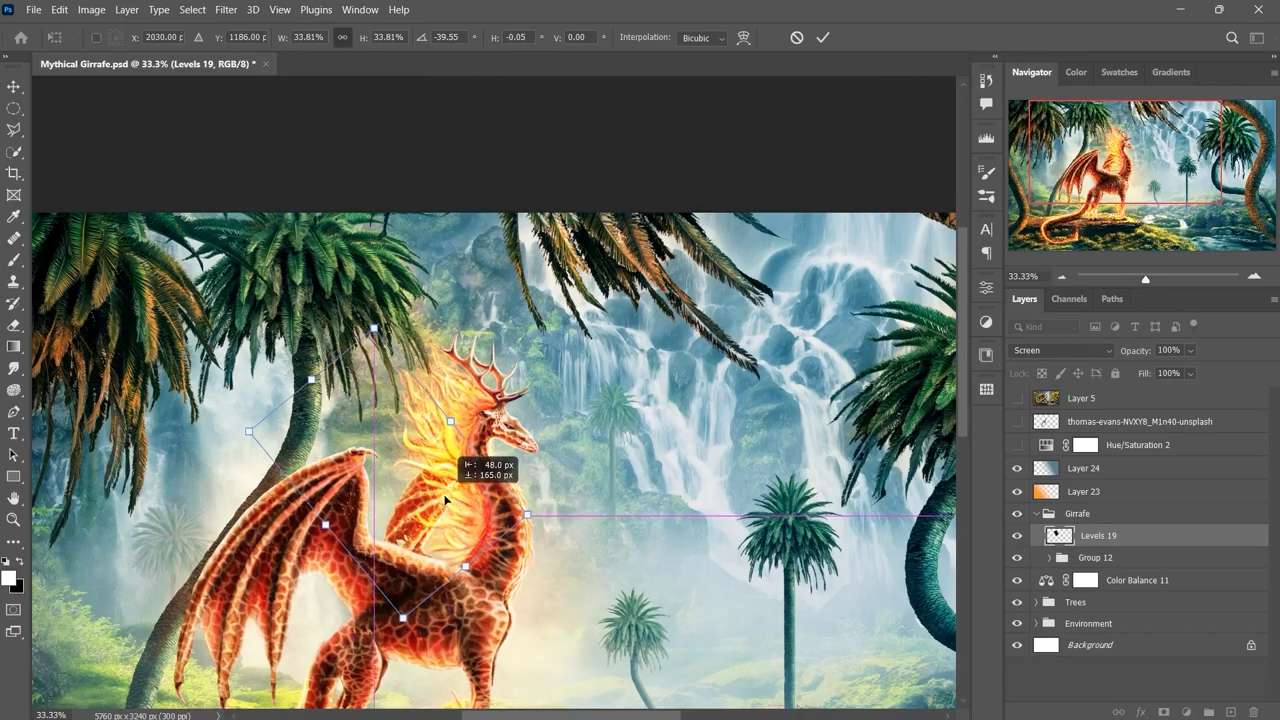 Ps File Edit Image Layer Type Select Filter 3D View Plugins Window Help
X: 2030.00 p Y: 1186.00 p W: 33.81% H: 33.81% -39.55 ° H: -0.05 ° V: 0.00 ° Interpolation: Bicubic
Mythical Girrafe.psd @ 33.3% (Levels 19, RGB/8) * ×
Navigator Color Swatches Gradients
33.33%
Layers Channels Paths
Kind
Screen Opacity: 100%
Lock: Fill: 100%
Layer 5
thomas-evans-NVXY8_M1n40-unsplash
Hue/Saturation 2
Layer 24
Layer 23
Girrafe
Levels 19
Group 12
Color Balance 11
Trees
Environment
Background
48.0 px
165.0 px
33.33% 5760 px x 3240 px (300 ppi)